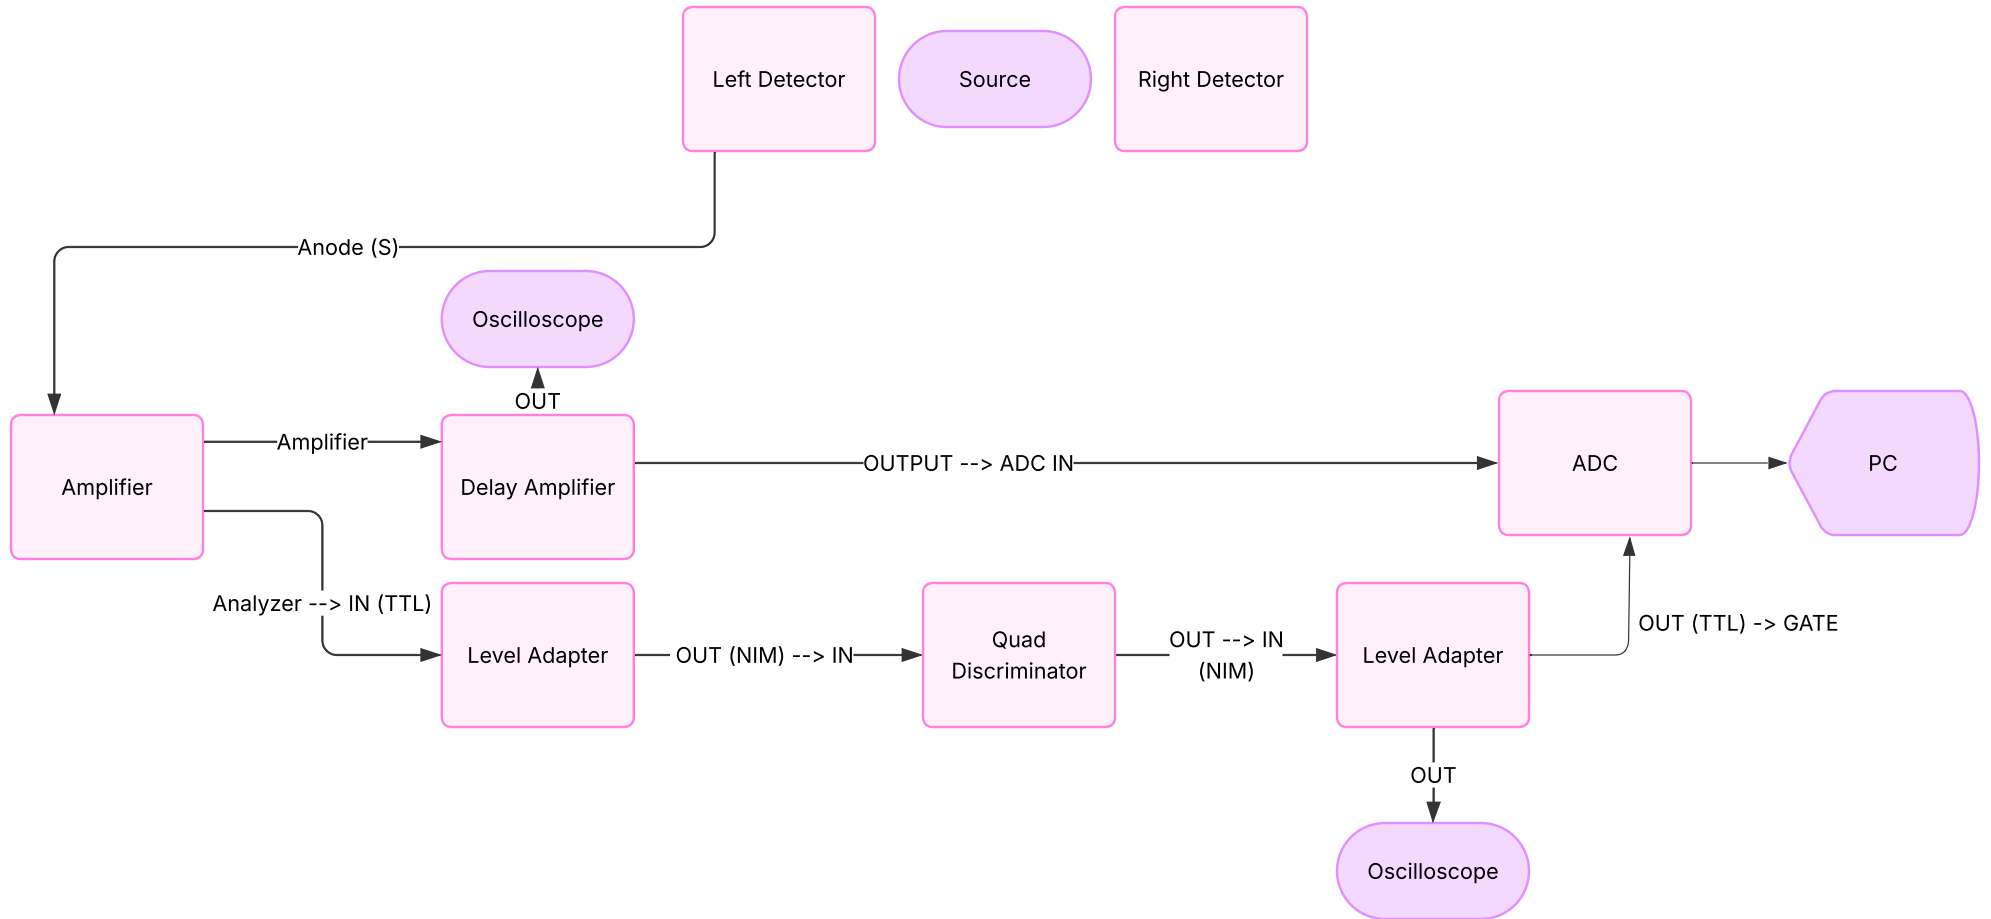 Left Detector
Source
Right Detector
Anode (S)
Oscilloscope
OUT
Amplifier
Amplifier
Delay Amplifier
OUTPUT --> ADC IN
ADC
PC
Analyzer --> IN (TTL)
Level Adapter
OUT (NIM) --> IN
Quad
Discriminator
OUT --> IN
(NIM)
Level Adapter
OUT (TTL) -> GATE
OUT
Oscilloscope